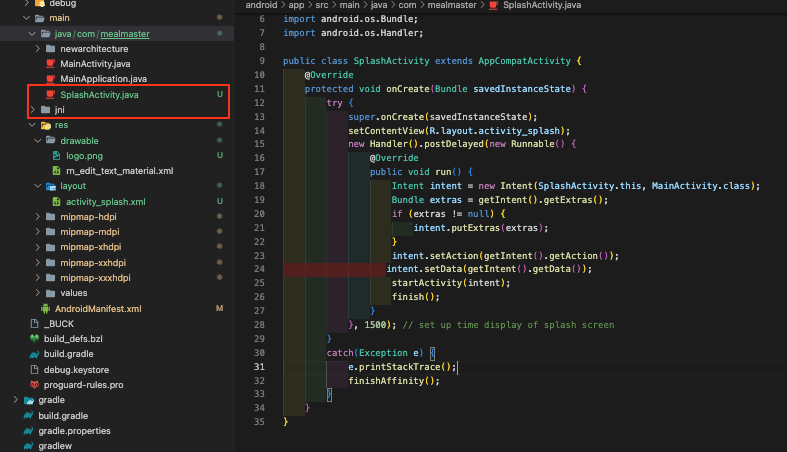 debug
main
java / com / mealmaster
newarchitecture
MainActivity.java
MainApplication.java
SplashActivity.java U
jni
res
drawable
logo.png U
rn_edit_text_material.xml
layout
activity_splash.xml U
mipmap-hdpi
mipmap-mdpi
mipmap-xhdpi
mipmap-xxhdpi
mipmap-xxxhdpi
values
AndroidManifest.xml M
_BUCK
build_defs.bzl
build.gradle
debug.keystore
proguard-rules.pro
gradle
build.gradle
gradle.properties
gradlew
android > app > src > main > java > com > mealmaster > SplashActivity.java
6 import android.os.Bundle;
7 import android.os.Handler;
8
9 public class SplashActivity extends AppCompatActivity {
10 @Override
11 protected void onCreate(Bundle savedInstanceState) {
12 try {
13 super.onCreate(savedInstanceState);
14 setContentView(R.layout.activity_splash);
15 new Handler().postDelayed(new Runnable() {
16 @Override
17 public void run() {
18 Intent intent = new Intent(SplashActivity.this, MainActivity.class);
19 Bundle extras = getIntent().getExtras();
20 if (extras != null) {
21 intent.putExtras(extras);
22 }
23 intent.setAction(getIntent().getAction());
24 intent.setData(getIntent().getData());
25 startActivity(intent);
26 finish();
27 }
28 }, 1500); // set up time display of splash screen
29 }
30 catch(Exception e) {
31 e.printStackTrace();
32 finishAffinity();
33 }
34 }
35 }